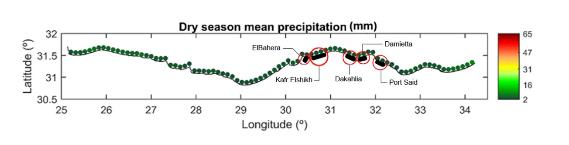 Dry season mean precipitation (mm)
32
31.5
31
30.5
Latitude (º)
ElBahera
Damietta
Kafr Elshikh
Dakahlia
Port Said
25 26 27 28 29 30 31 32 33 34
Longitude (º)
65
47
31
16
2